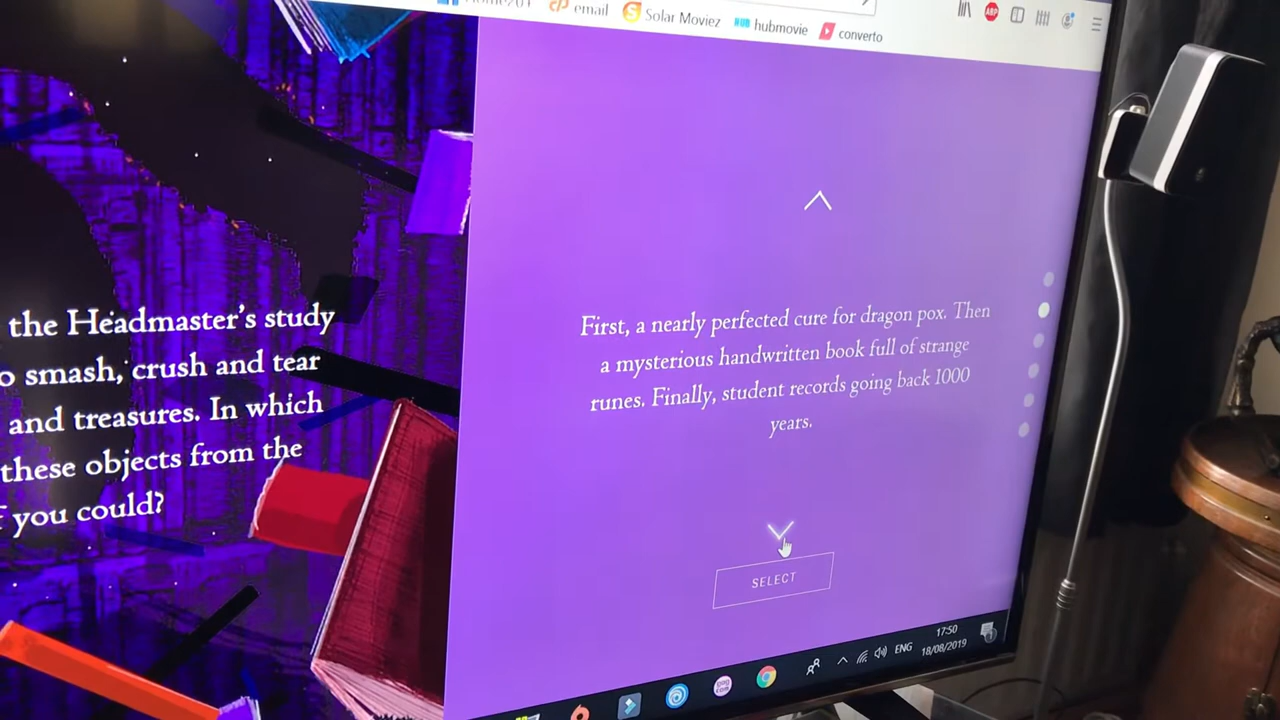 email
Solar Moviez
HUB hubmovie
converto
ABP
the Headmaster's study
o smash, crush and tear
and treasures. In which
these objects from the
f you could?
First, a nearly perfected cure for dragon pox. Then
a mysterious handwritten book full of strange
runes. Finally, student records going back 1000
years.
SELECT
17:50
ENG
18/08/2019